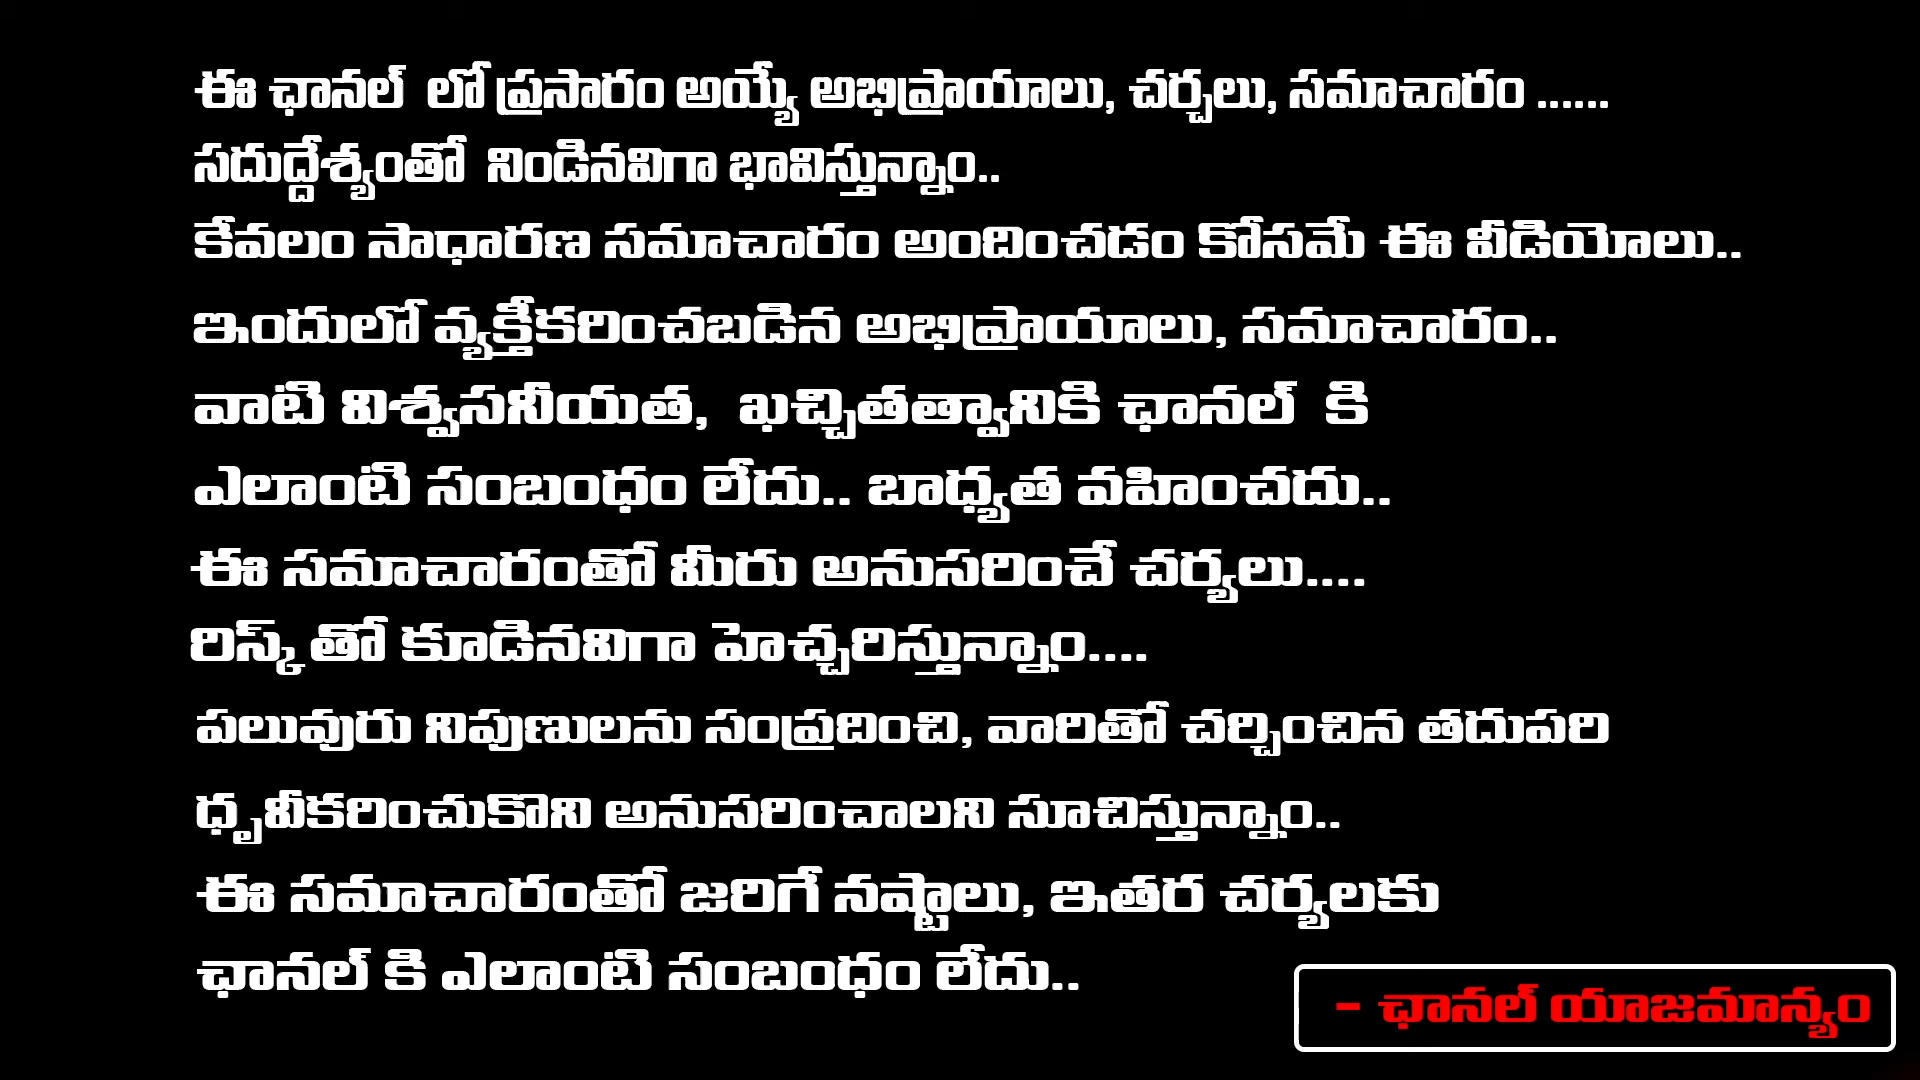 ఈ ఛానల్ లో ప్రసారం అయ్యే అభిప్రాయాలు, చర్చలు, సమాచారం ......
సదుద్దేశ్యంతో నిండినవిగా భావిస్తున్నాం..
కేవలం సాధారణ సమాచారం అందించడం కోసమే ఈ వీడియోలు..
ఇందులో వ్యక్తీకరించబడిన అభిప్రాయాలు, సమాచారం..
వాటి విశ్వసనీయత, ఖచ్చితత్వానికి ఛానల్ కి
ఎలాంటి సంబంధం లేదు.. బాధ్యత వహించదు..
ఈ సమాచారంతో మీరు అనుసరించే చర్యలు....
రిస్క్ తో కూడినవిగా హెచ్చరిస్తున్నాం....
పలువురు నిపుణులను సంప్రదించి, వారితో చర్చించిన తదుపరి
ధృవీకరించుకొని అనుసరించాలని సూచిస్తున్నాం..
ఈ సమాచారంతో జరిగే నష్టాలు, ఇతర చర్యలకు
ఛానల్ కి ఎలాంటి సంబంధం లేదు..
- ఛానల్ యాజమాన్యం